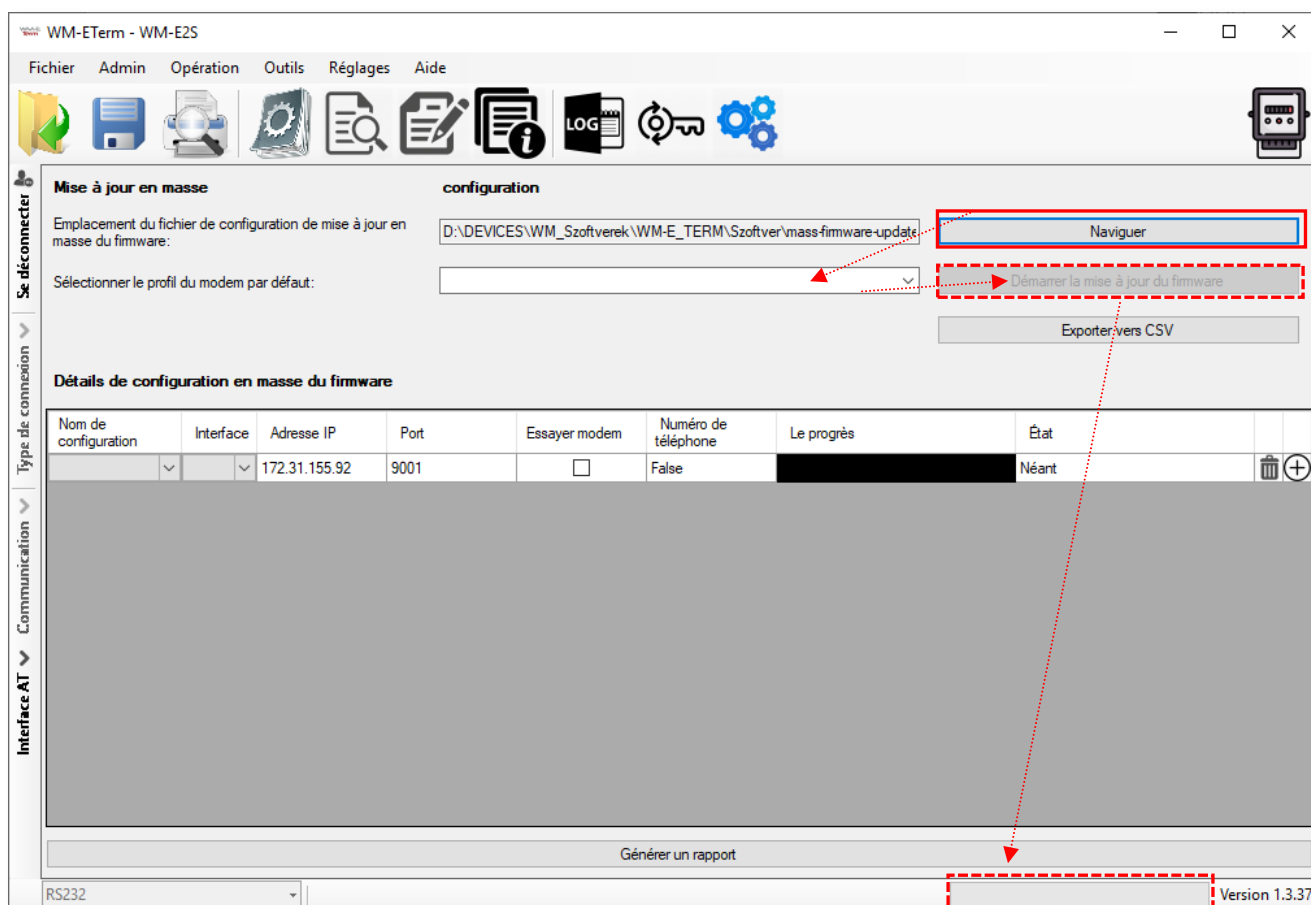 WM-ETerm - WM-E2S
Fichier Admin Opération Outils Réglages Aide
LOG
Se déconnecter
Type de connexion
Communication
Interface AT
Mise à jour en masse configuration
Emplacement du fichier de configuration de mise à jour en
masse du firmware:
D:\DEVICES\WM_Szoftverek\WM-E_TERM\Szoftver\mass-firmware-update
Naviguer
Sélectionner le profil du modem par défaut:
Démarrer la mise à jour du firmware
Exporter vers CSV
Détails de configuration en masse du firmware
Nom de
configuration
Interface
Adresse IP
Port
Essayer modem
Numéro de
téléphone
Le progrès
État
172.31.155.92 9001 False Néant
Générer un rapport
RS232 Version 1.3.37